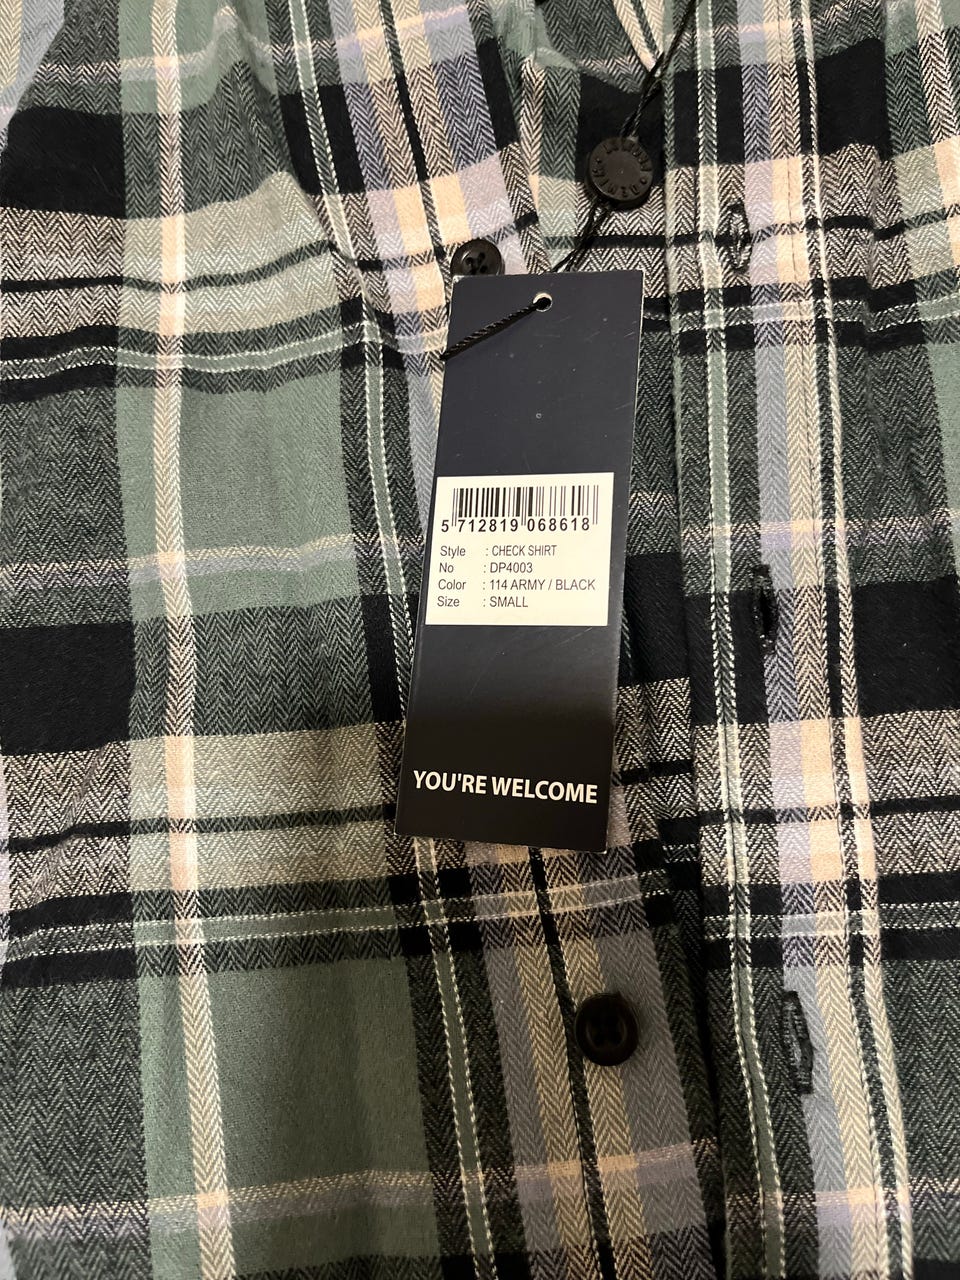 5 712819 068618
Style : CHECK SHIRT
No : DP4003
Color : 114 ARMY / BLACK
Size : SMALL
YOU'RE WELCOME